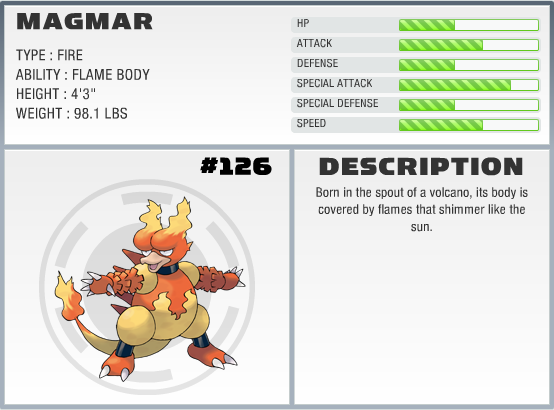 MAGMAR
TYPE : FIRE
ABILITY : FLAME BODY
HEIGHT : 4'3"
WEIGHT : 98.1 LBS
HP
ATTACK
DEFENSE
SPECIAL ATTACK
SPECIAL DEFENSE
SPEED
#126
DESCRIPTION
Born in the spout of a volcano, its body is
covered by flames that shimmer like the
sun.